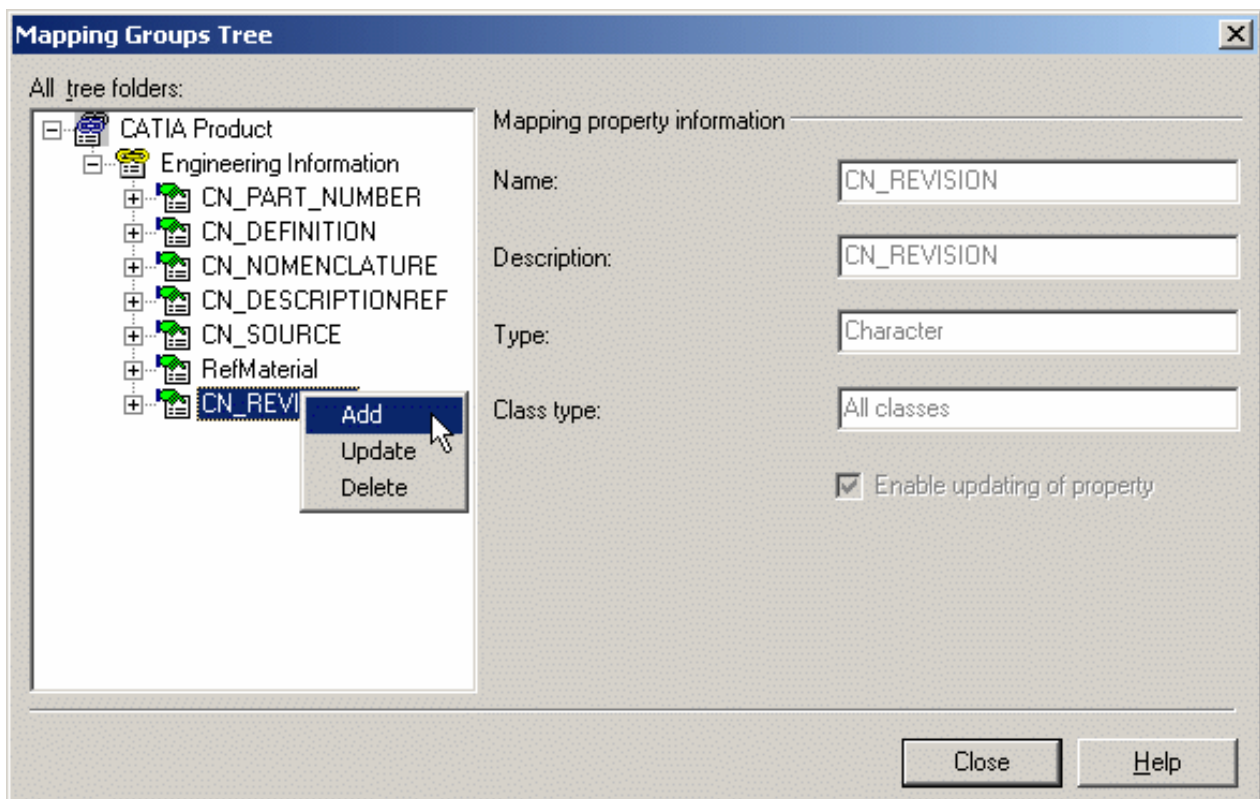 Mapping Groups Tree
All tree folders:
CATIA Product
Engineering Information
CN_PART_NUMBER
CN_DEFINITION
CN_NOMENCLATURE
CN_DESCRIPTIONREF
CN_SOURCE
RefMaterial
CN_REVI
Add
Update
Delete
Mapping property information
Name:
CN_REVISION
Description:
CN_REVISION
Type:
Character
Class type:
All classes
Enable updating of property
Close
Help